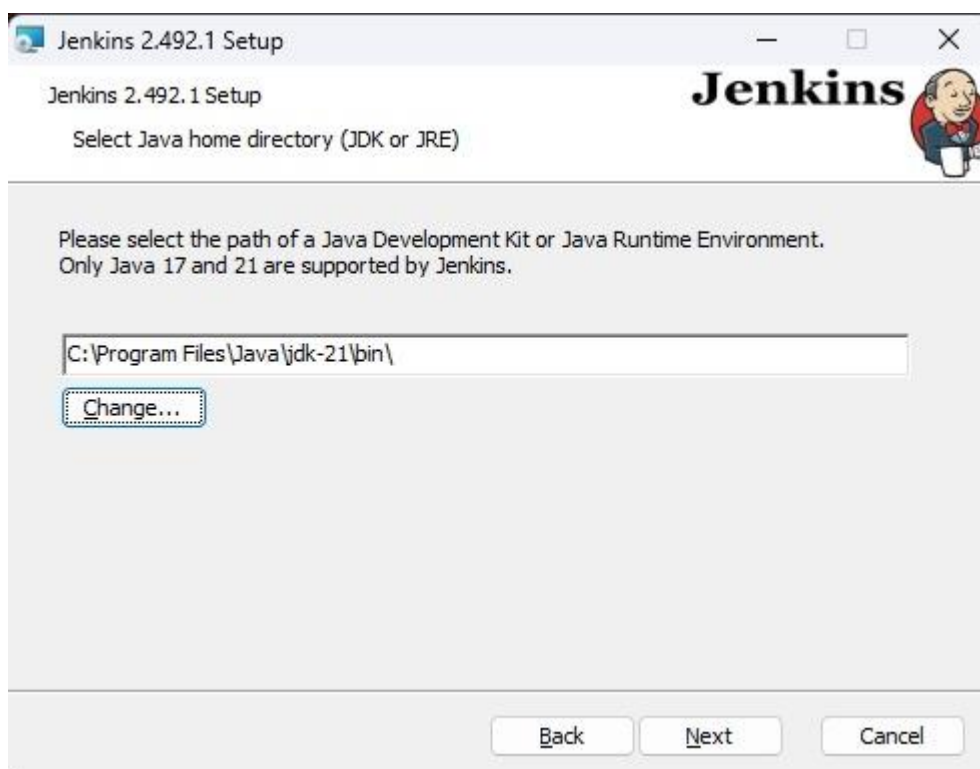 Jenkins 2.492.1 Setup
Jenkins 2.492.1 Setup
Jenkins
Select Java home directory (JDK or JRE)
Please select the path of a Java Development Kit or Java Runtime Environment.
Only Java 17 and 21 are supported by Jenkins.
C:\Program Files\Java\jdk-21\bin\
Change...
Back Next Cancel